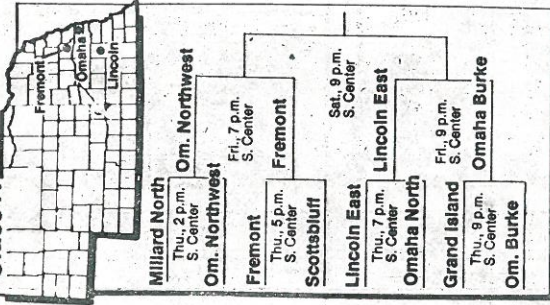 Fremont
Omaha
Lincoln
Millard North
Thu., 2 p.m.
S. Center
Om. Northwest
Om. Northwest
Fri., 7 p.m.
S. Center
Fremont
Fremont
Thu., 5 p.m.
S. Center
Scottsbluff
Sat., 9 p.m.
S. Center
Lincoln East
Thu., 7 p.m.
S. Center
Omaha North
Lincoln East
Fri., 9 p.m.
S. Center
Omaha Burke
Grand Island
Thu., 9 p.m.
S. Center
Om. Burke